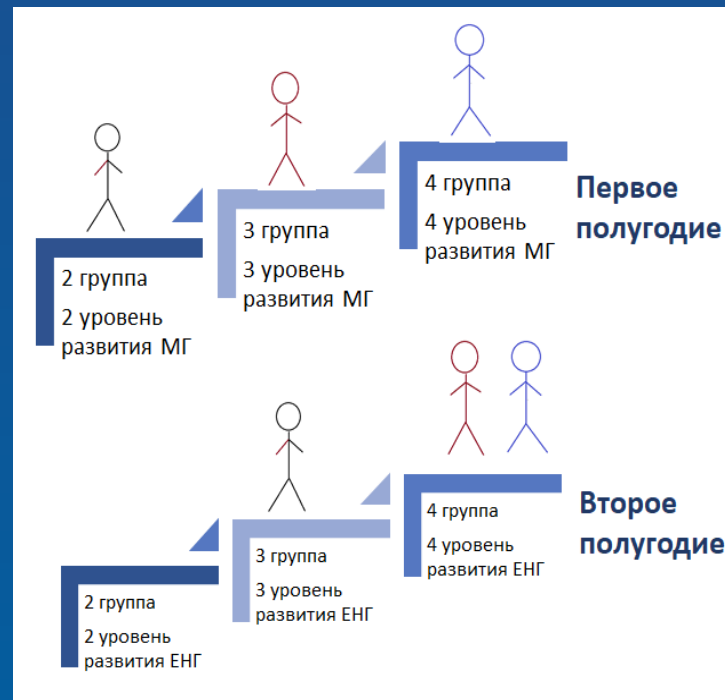 4 группа
4 уровень
развития МГ
Первое
полугодие
3 группа
3 уровень
развития МГ
2 группа
2 уровень
развития МГ
4 группа
4 уровень
развития ЕНГ
Второе
полугодие
3 группа
3 уровень
развития ЕНГ
2 группа
2 уровень
развития ЕНГ